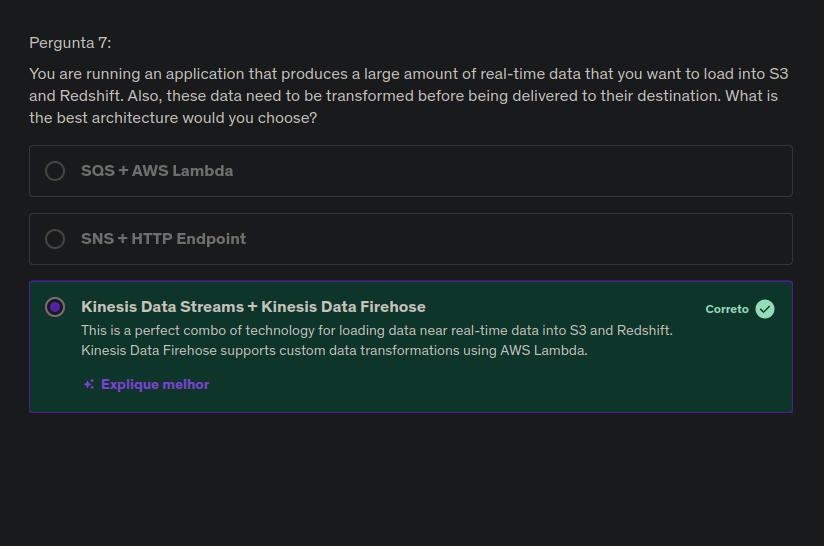 Pergunta 7:
You are running an application that produces a large amount of real-time data that you want to load into S3
and Redshift. Also, these data need to be transformed before being delivered to their destination. What is
the best architecture would you choose?
SQS + AWS Lambda
SNS + HTTP Endpoint
Kinesis Data Streams + Kinesis Data Firehose
Correto
This is a perfect combo of technology for loading data near real-time data into S3 and Redshift.
Kinesis Data Firehose supports custom data transformations using AWS Lambda.
Explique melhor